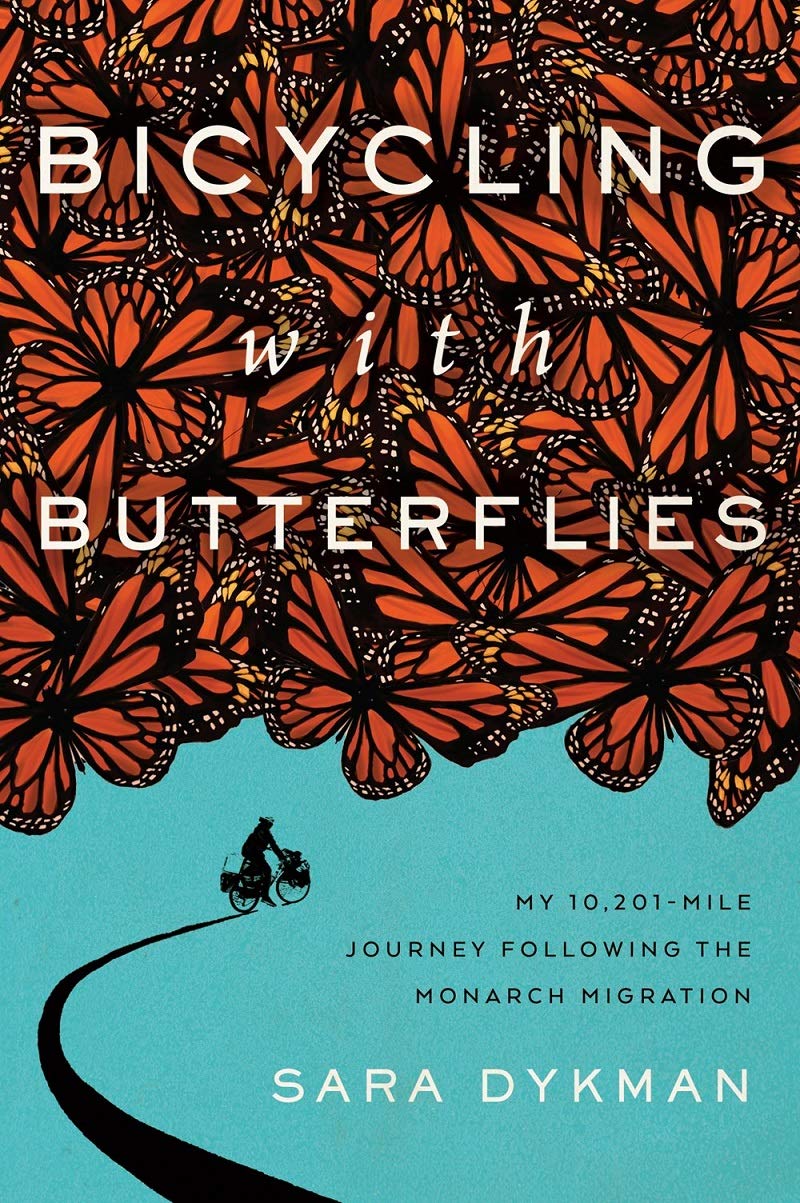 BICYCLING
with
BUTTERFLIES
MY 10,201-MILE
JOURNEY FOLLOWING THE
MONARCH MIGRATION
SARA DYKMAN